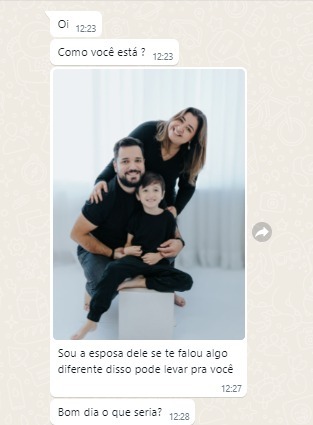 Oi 12:23
Como você está ? 12:23
Sou a esposa dele se te falou algo
diferente disso pode levar pra você
12:27
Bom dia o que seria? 12:28